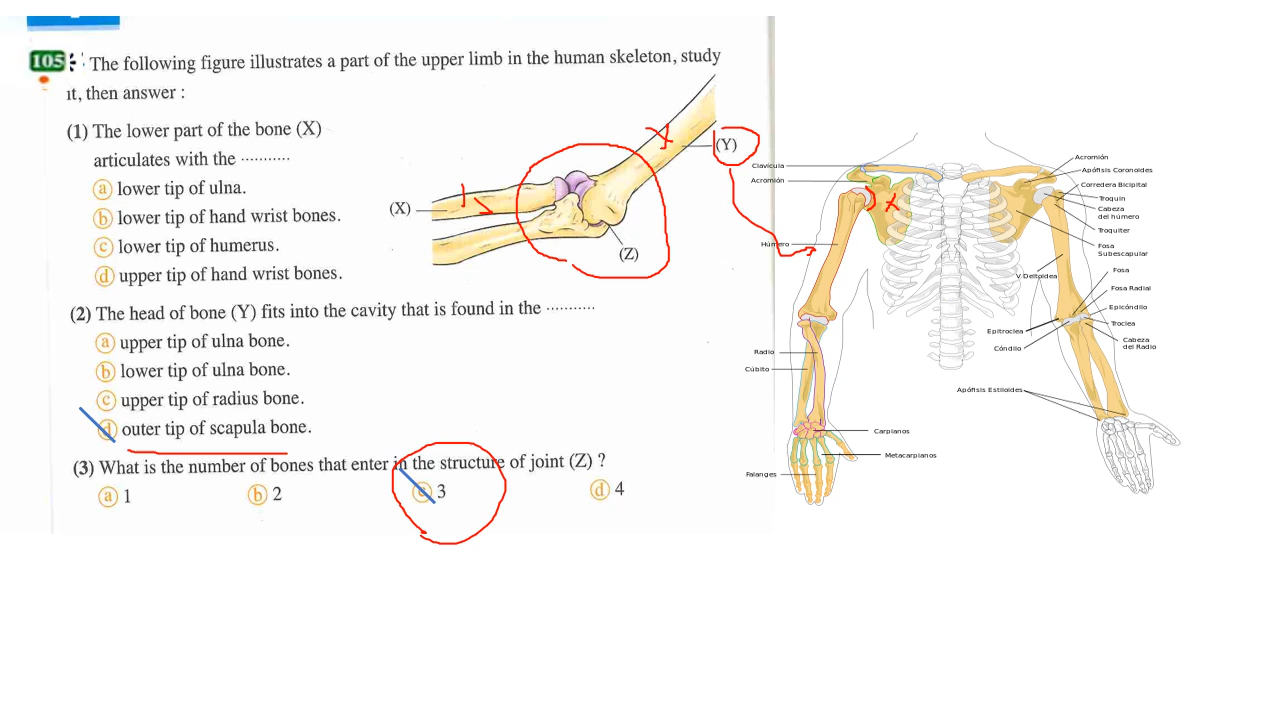 105 The following figure illustrates a part of the upper limb in the human skeleton, study
it, then answer :
(1) The lower part of the bone (X)
articulates with the ··········
a lower tip of ulna.
b lower tip of hand wrist bones.
c lower tip of humerus.
d upper tip of hand wrist bones.
(X)
(Y)
(Z)
(2) The head of bone (Y) fits into the cavity that is found in the ··········
a upper tip of ulna bone.
b lower tip of ulna bone.
c upper tip of radius bone.
d outer tip of scapula bone.
(3) What is the number of bones that enter in the structure of joint (Z) ?
a 1 b 2 c 3 d 4
Clavícula
Acromión
Húmero
Radio
Cúbito
Falanges
Carpianos
Metacarpianos
Acromión
Apófisis Coronoides
Corredera Bicipital
Troquin
Cabeza
del húmero
Troquiter
Fosa
Subescapular
V Deltoidea
Fosa
Fosa Radial
Epicóndilo
Troclea
Cabeza
del Radio
Epitroclea
Cóndilo
Apófisis Estiloides